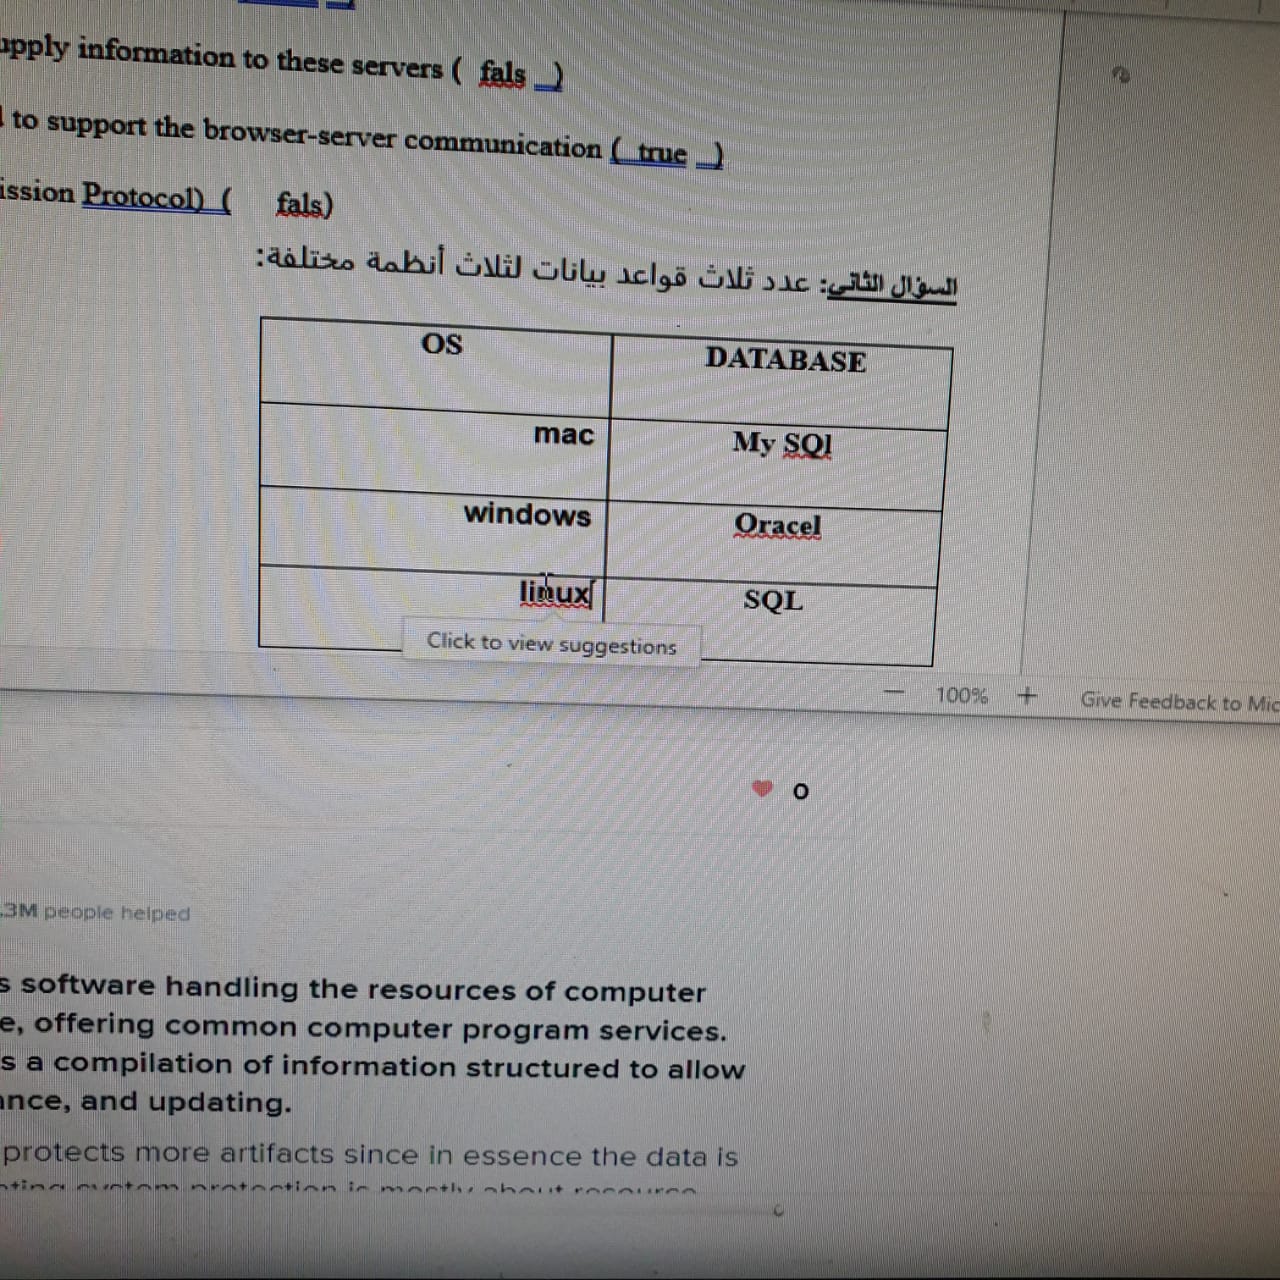 upply information to these servers ( fals )
to support the browser-server communication ( true )
ission Protocol) ( fals)
السؤال الثاني: عدد ثلاث قواعد بيانات لثلاث أنظمة مختلفة:
OS DATABASE
mac My SQl
windows Oracel
linux SQL
Click to view suggestions
100% + Give Feedback to Mic
0
.3M people helped
s software handling the resources of computer
e, offering common computer program services.
s a compilation of information structured to allow
ance, and updating.
protects more artifacts since in essence the data is